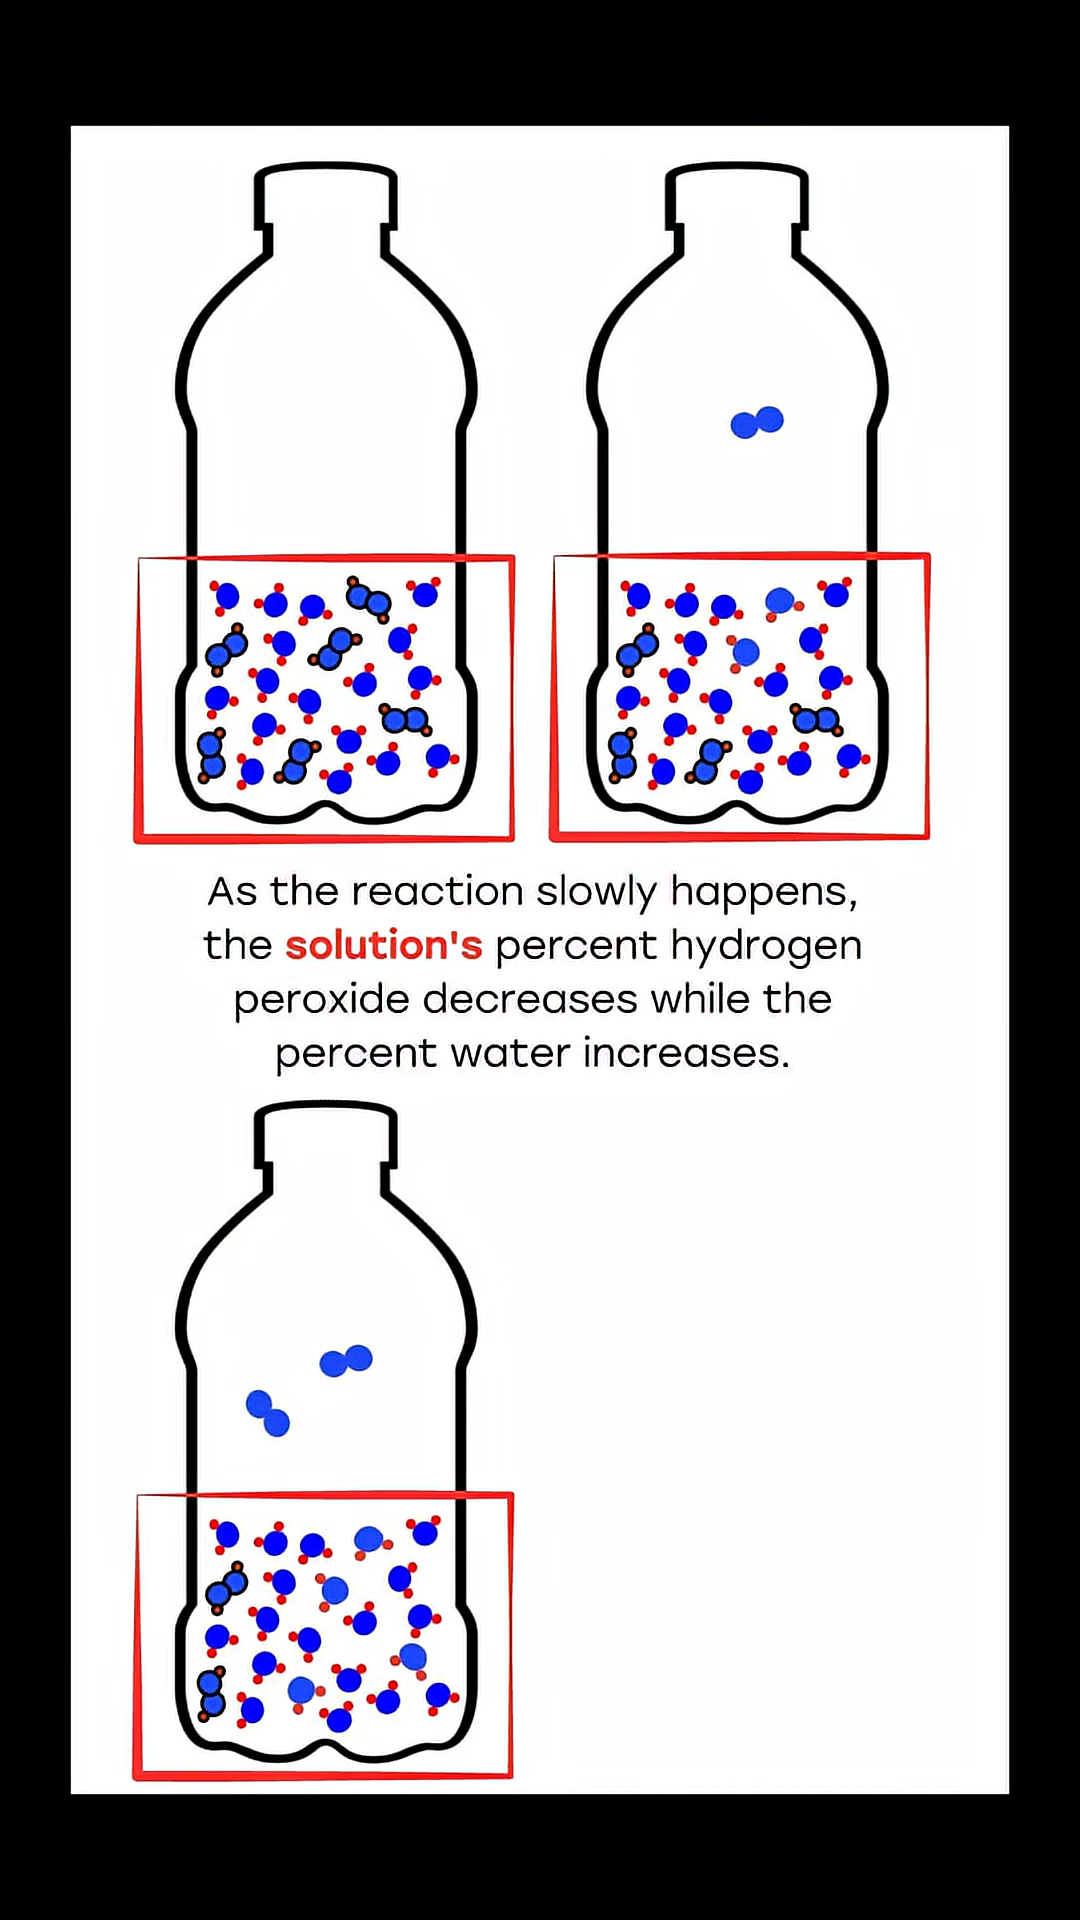 As the reaction slowly happens,
the solution's percent hydrogen
peroxide decreases while the
percent water increases.